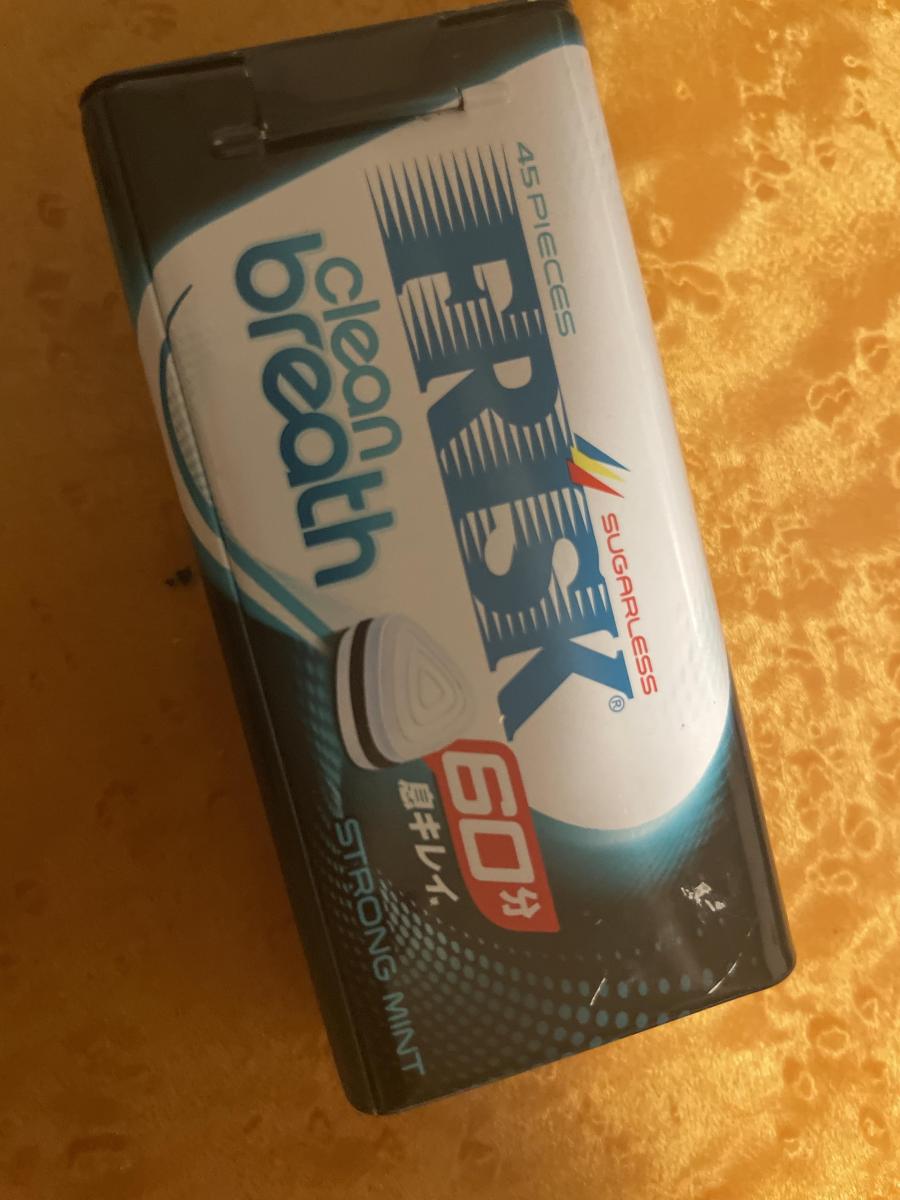 45 PIECES
SUGARLESS
FRISK®
clean
breath
60分
息キレイ。
STRONG MINT